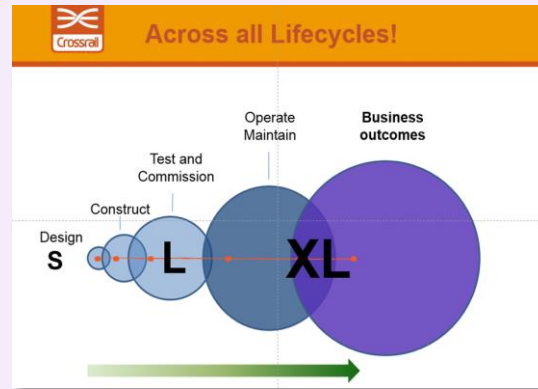 Crossrail
Across all Lifecycles!
Operate
Maintain
Business
outcomes
Test and
Commission
Construct
Design
S
L
XL